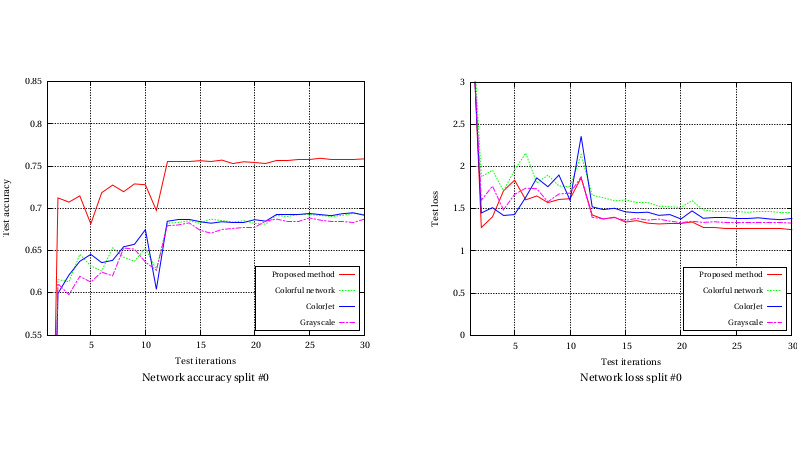 0.85
0.8
0.75
0.7
0.65
0.6
0.55
Test accuracy
5
10
15
20
25
30
Test iterations
Proposed method
Colorful network
ColorJet
Grayscale
Network accuracy split #0
3
2.5
2
1.5
1
0.5
0
Test loss
5
10
15
20
25
30
Test iterations
Proposed method
Colorful network
ColorJet
Grayscale
Network loss split #0